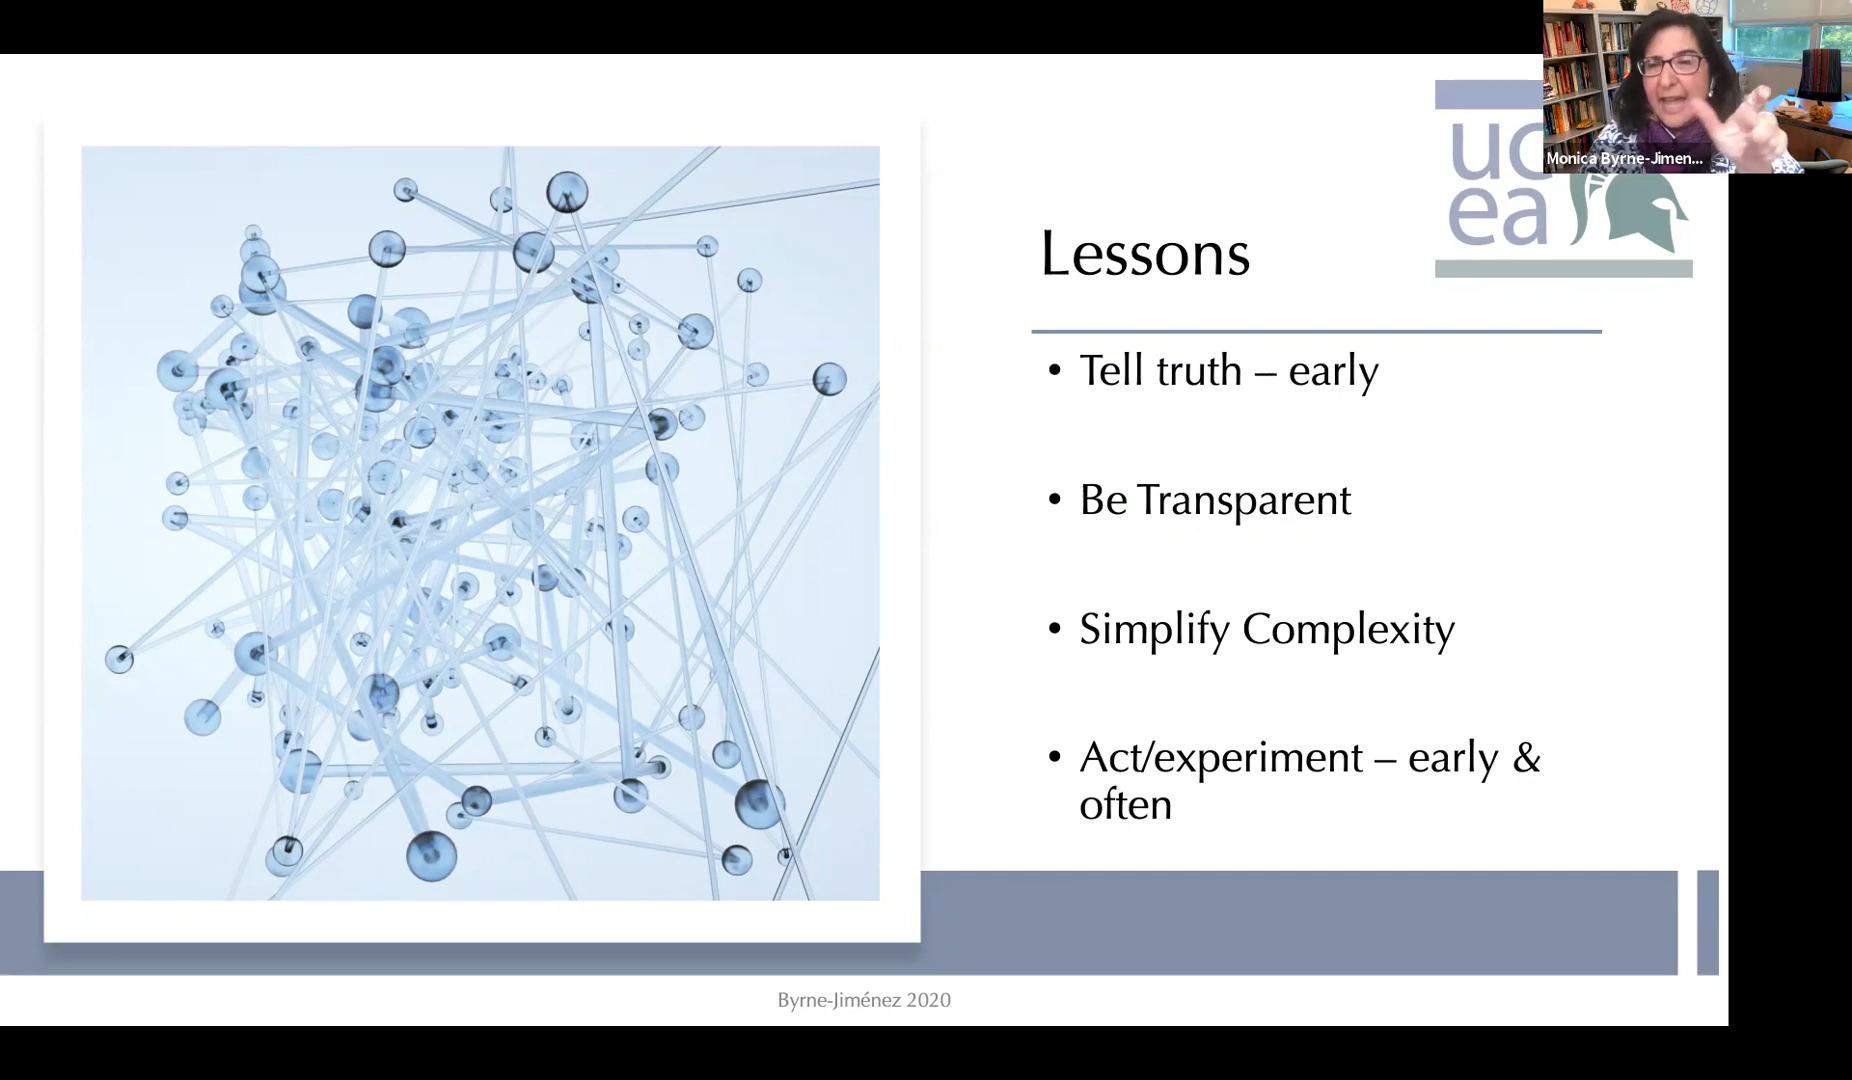 uc
ea
Monica Byrne-Jimen...
Lessons
• Tell truth – early
• Be Transparent
• Simplify Complexity
• Act/experiment – early &
often
Byrne-Jiménez 2020